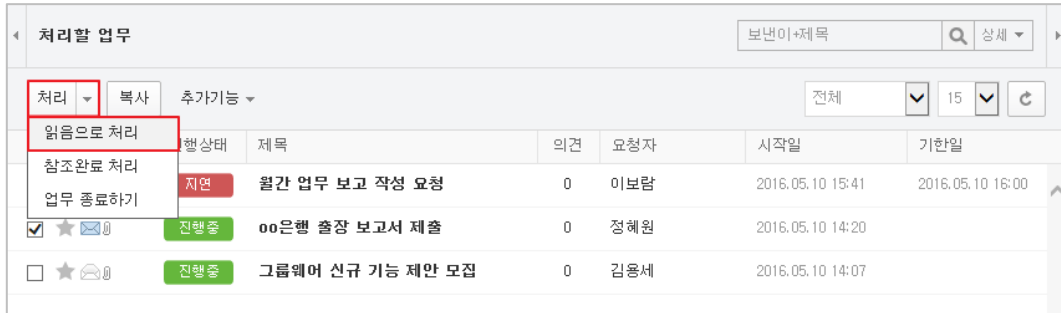 처리할 업무
보낸이+제목
상세
처리
복사
추가기능
전체
15
읽음으로 처리
참조완료 처리
업무 종료하기
행상태 제목 의견 요청자 시작일 기한일
지연 월간 업무 보고 작성 요청 0 이보람 2016.05.10 15:41 2016.05.10 16:00
진행중 oo은행 출장 보고서 제출 0 정혜원 2016.05.10 14:20
진행중 그룹웨어 신규 기능 제안 모집 0 김용세 2016.05.10 14:07